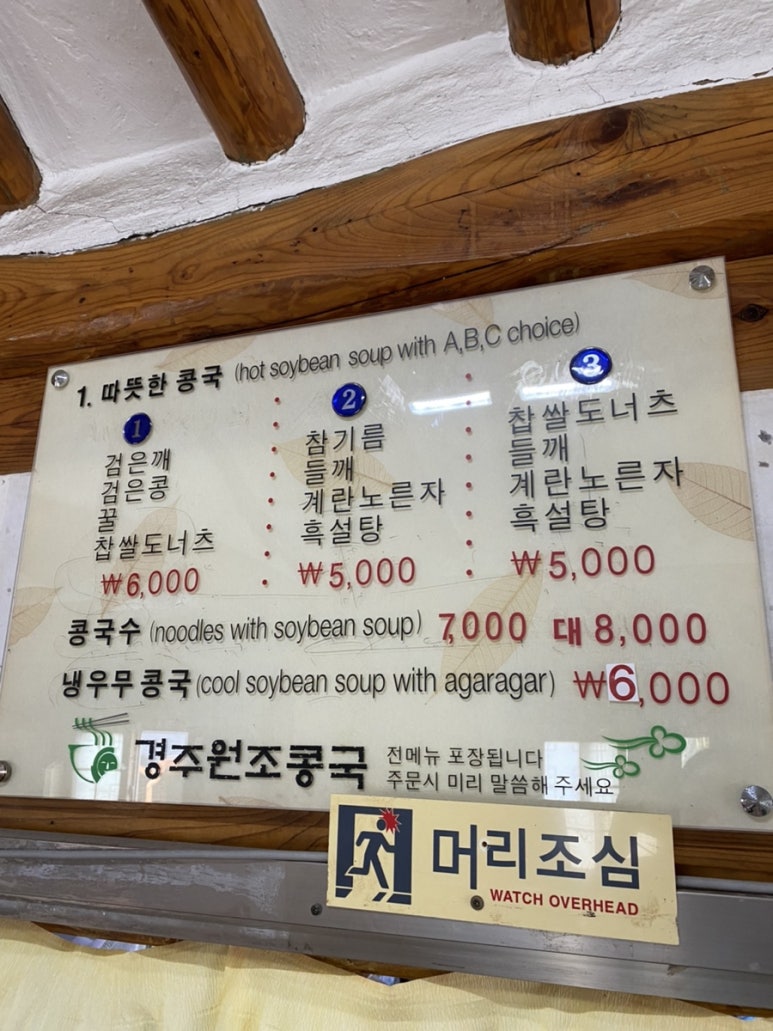 1. 따뜻한 콩국 (hot soybean soup with A,B,C choice)
1
검은깨
검은콩
꿀
찹쌀도너츠
₩6,000
2
참기름
들깨
계란노른자
흑설탕
₩5,000
3
찹쌀도너츠
들깨
계란노른자
흑설탕
₩5,000
콩국수 (noodles with soybean soup) 7,000 대 8,000
냉우무콩국 (cool soybean soup with agaragar) ₩6,000
경주원조콩국
전메뉴 포장됩니다
주문시 미리 말씀해 주세요
머리조심
WATCH OVERHEAD